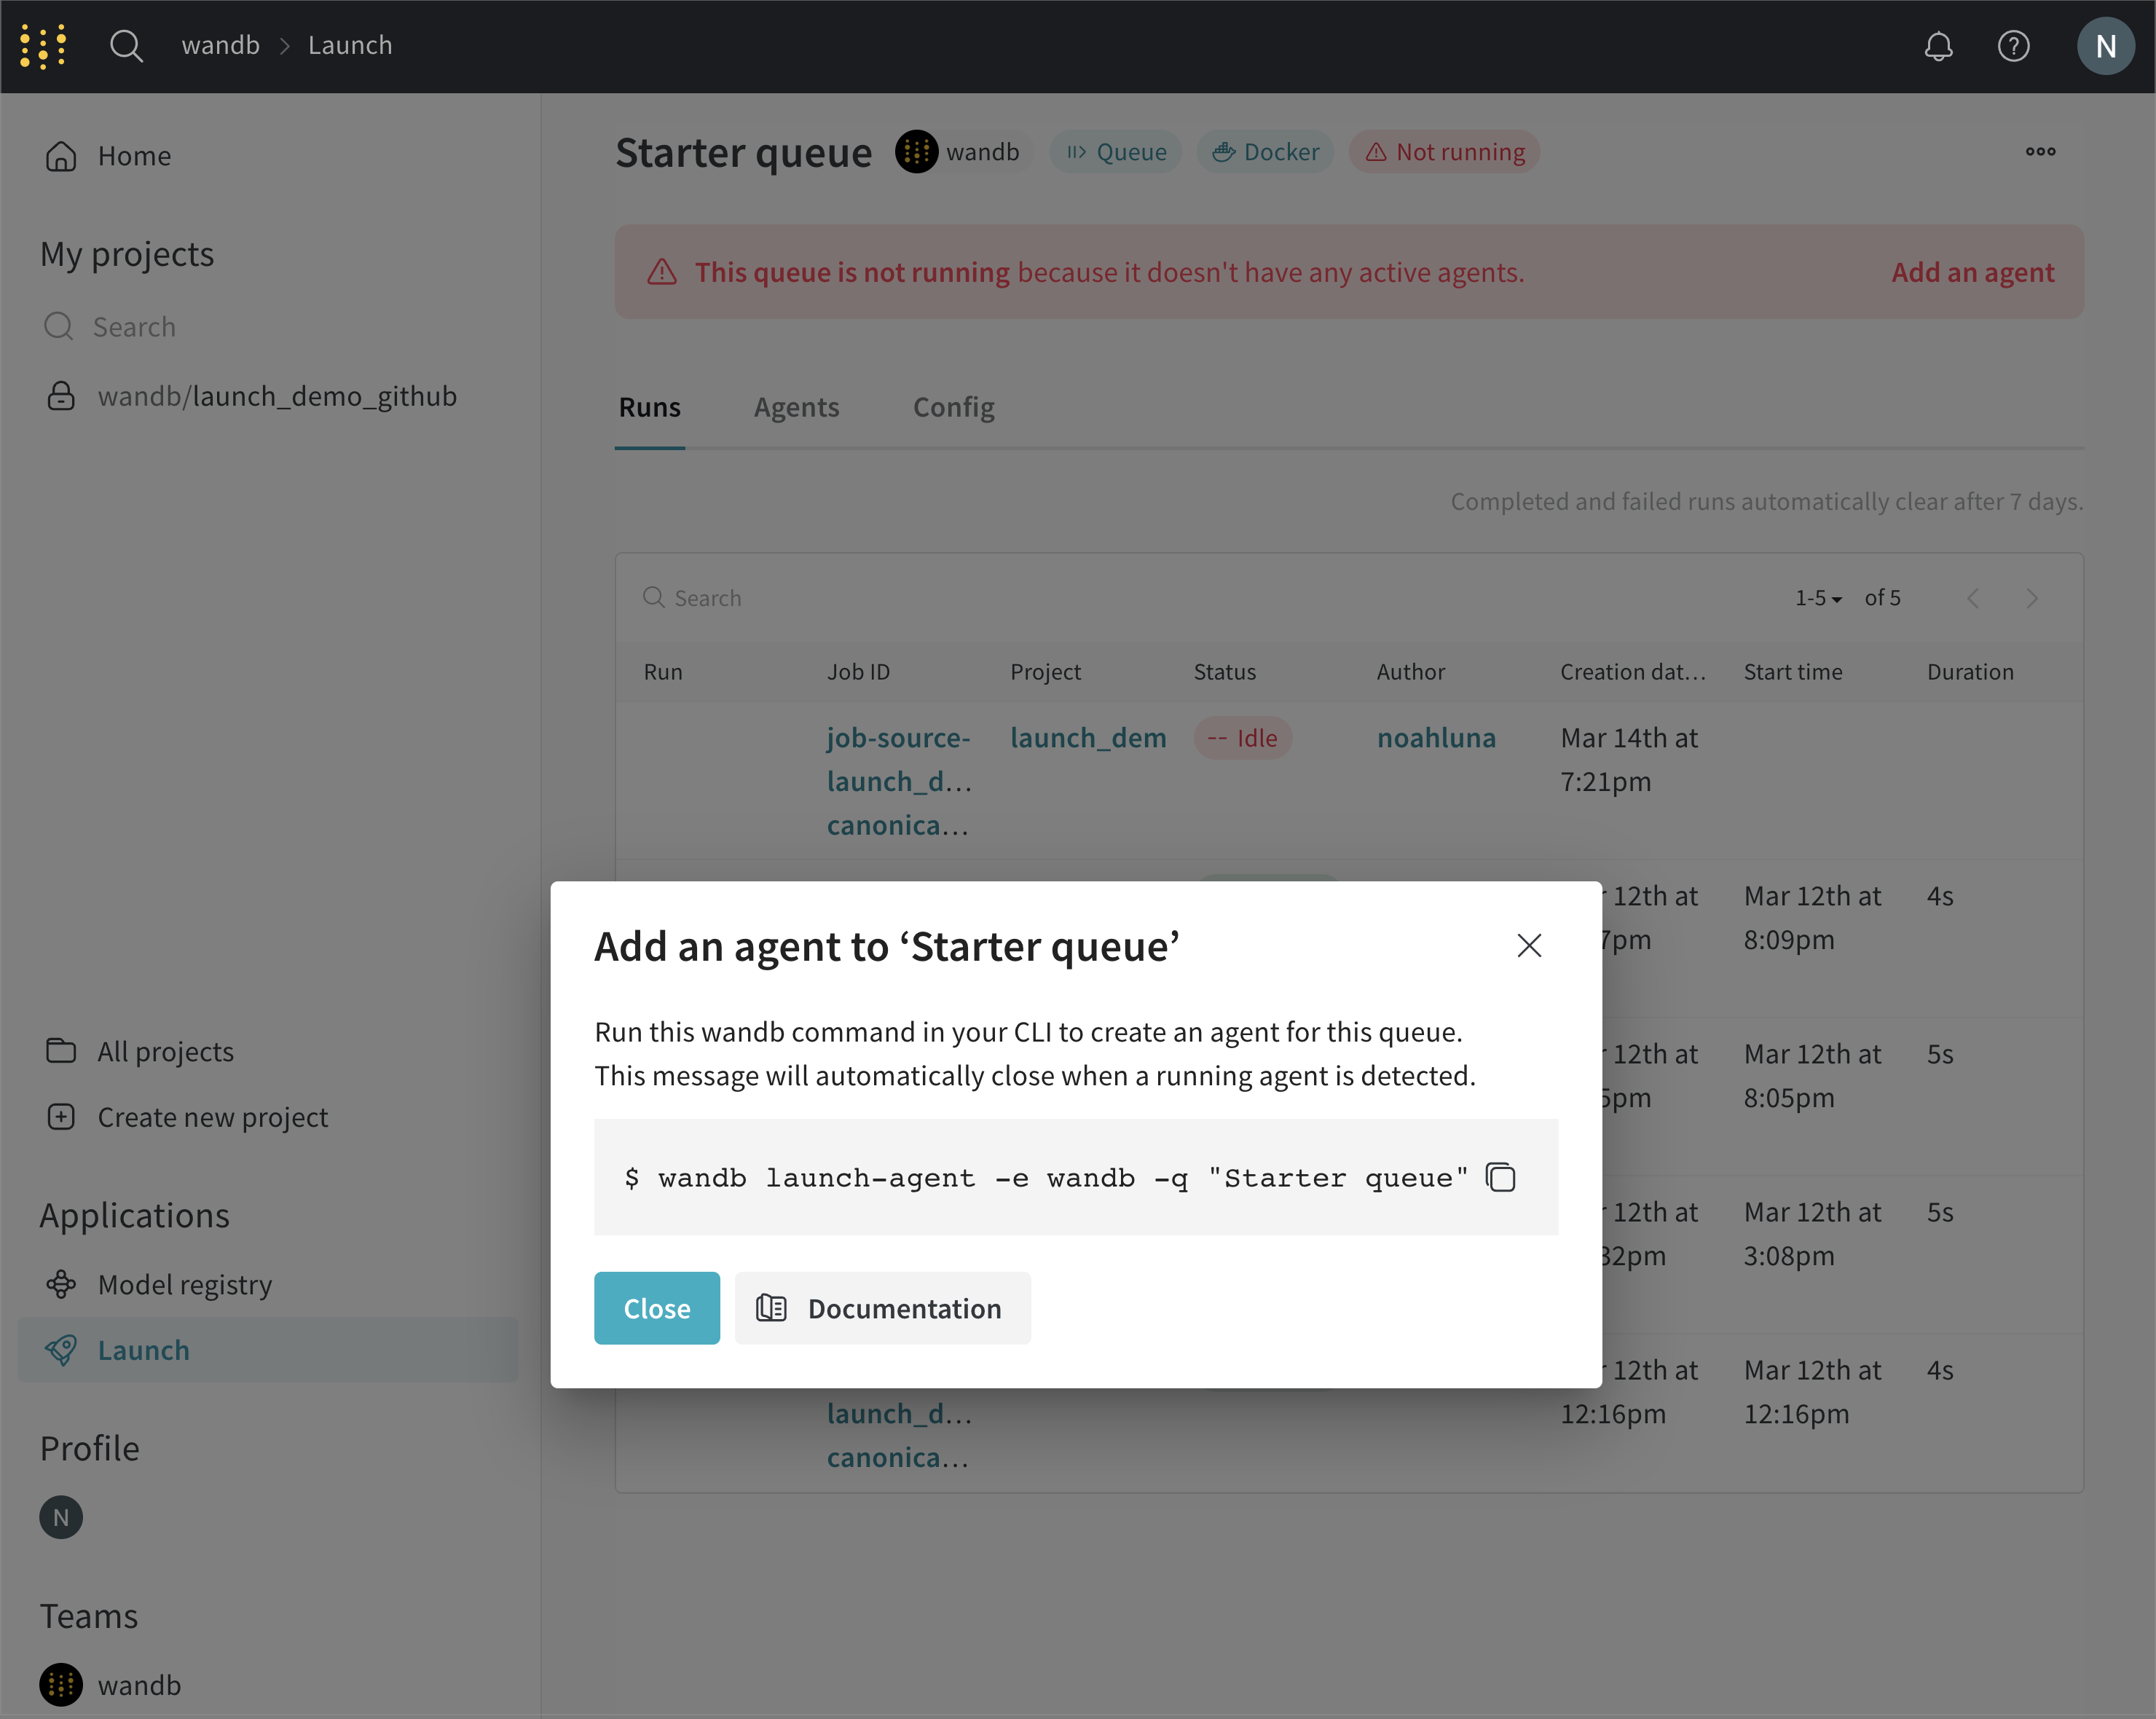 wandb > Launch
N
Home
My projects
Search
wandb/launch_demo_github
All projects
Create new project
Applications
Model registry
Launch
Profile
N
Teams
wandb
Starter queue wandb Queue Docker Not running
This queue is not running because it doesn't have any active agents. Add an agent
Runs Agents Config
Completed and failed runs automatically clear after 7 days.
Search 1-5 of 5
Run Job ID Project Status Author Creation dat... Start time Duration
job-source- launch_dem -- Idle noahluna Mar 14th at
launch_d... 7:21pm
canonica...
12th at Mar 12th at 4s
7pm 8:09pm
12th at Mar 12th at 5s
5pm 8:05pm
12th at Mar 12th at 5s
32pm 3:08pm
12th at Mar 12th at 4s
launch_d... 12:16pm 12:16pm
canonica...
Add an agent to ‘Starter queue’
Run this wandb command in your CLI to create an agent for this queue.
This message will automatically close when a running agent is detected.
$ wandb launch-agent -e wandb -q "Starter queue"
Close Documentation